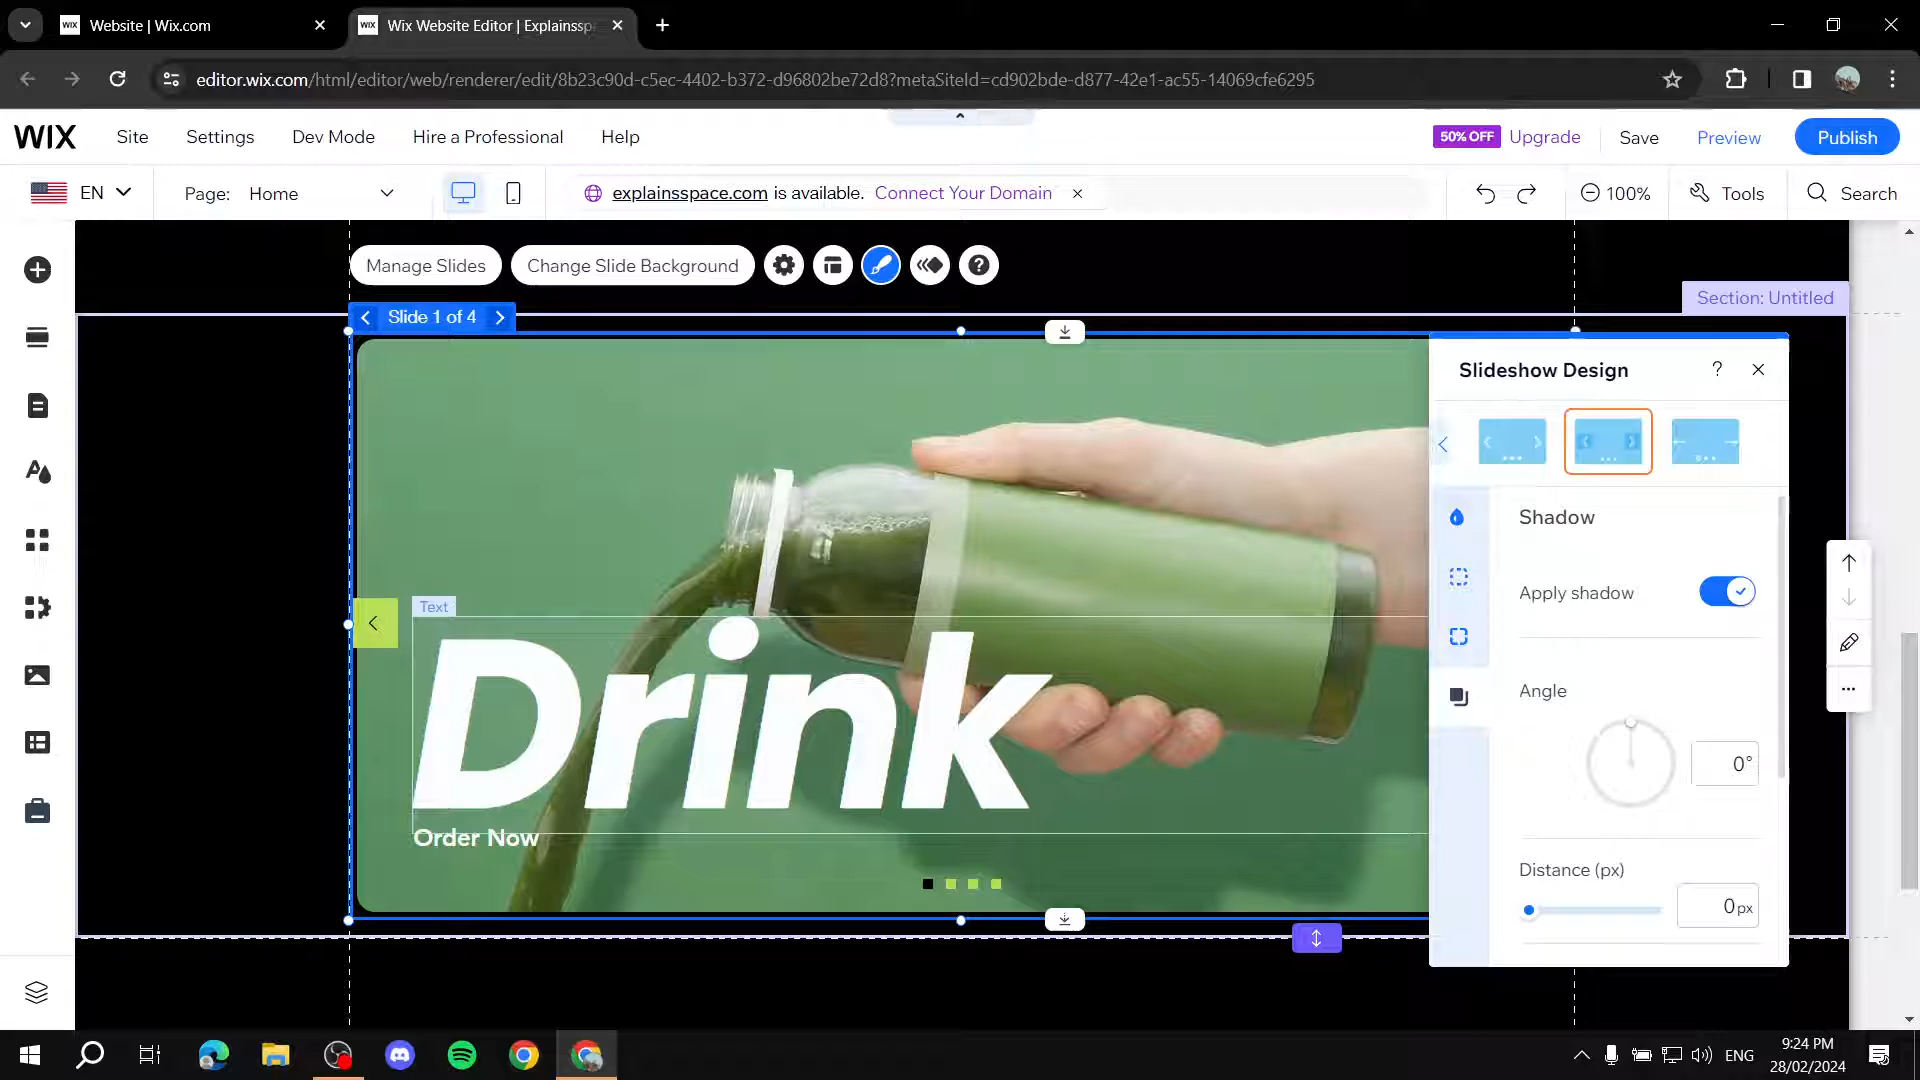 Website | Wix.com
Wix Website Editor | Explainssp
editor.wix.com/html/editor/web/renderer/edit/8b23c90d-c5ec-4402-b372-d96802be72d8?metaSiteId=cd902bde-d877-42e1-ac55-14069cfe6295
WIX Site Settings Dev Mode Hire a Professional Help 50% OFF Upgrade Save Preview Publish
EN Page: Home explainsspace.com is available. Connect Your Domain 100% Tools Search
Manage Slides Change Slide Background
Section: Untitled
Slide 1 of 4
Slideshow Design
Shadow
Apply shadow
Text
Drink
Order Now
Angle
0°
Distance (px)
0 px
ENG
9:24 PM
28/02/2024